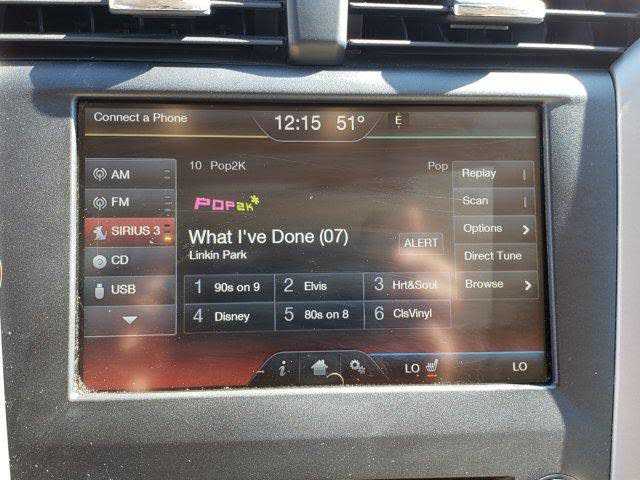 Connect a Phone
12:15 51° E
AM
FM
SIRIUS 3
CD
USB
10 Pop2K Pop
POP2K
What I've Done (07)
Linkin Park
ALERT
1 90s on 9 2 Elvis 3 Hrt&Soul
4 Disney 5 80s on 8 6 ClsVinyl
Replay
Scan
Options
Direct Tune
Browse
i LO LO